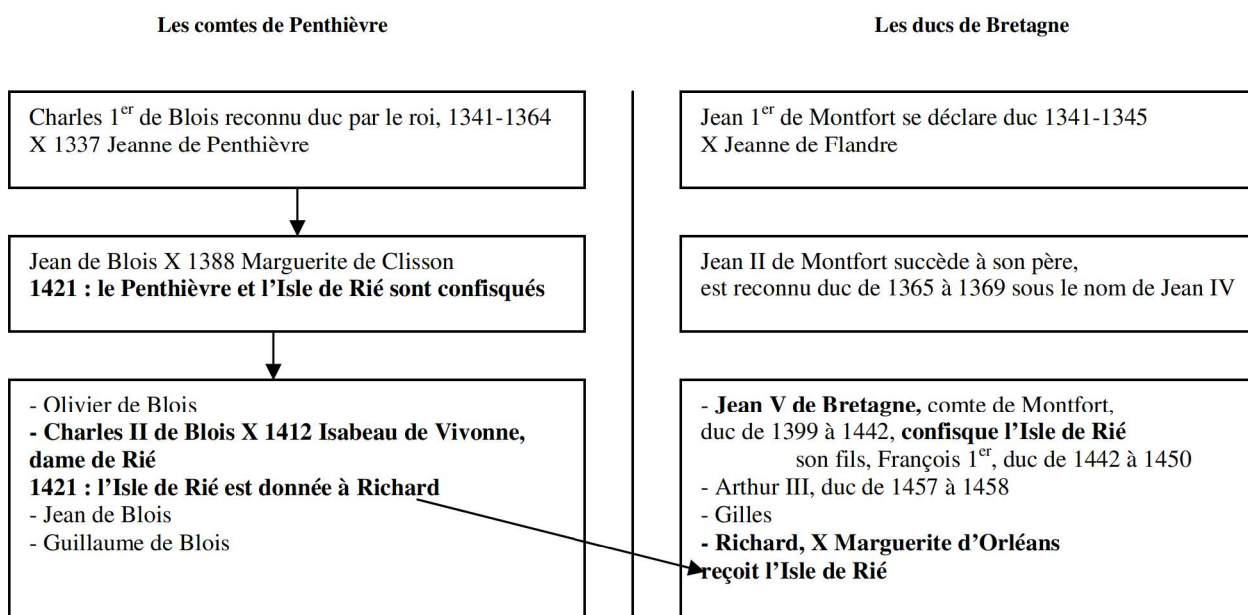 Les comtes de Penthièvre
Charles 1er de Blois reconnu duc par le roi, 1341-1364
X 1337 Jeanne de Penthièvre
Jean de Blois X 1388 Marguerite de Clisson
1421 : le Penthièvre et l’Isle de Rié sont confisqués
- Olivier de Blois
- Charles II de Blois X 1412 Isabeau de Vivonne,
dame de Rié
1421 : l’Isle de Rié est donnée à Richard
- Jean de Blois
- Guillaume de Blois
Les ducs de Bretagne
Jean 1er de Montfort se déclare duc 1341-1345
X Jeanne de Flandre
Jean II de Montfort succède à son père,
est reconnu duc de 1365 à 1369 sous le nom de Jean IV
- Jean V de Bretagne, comte de Montfort,
duc de 1399 à 1442, confisque l’Isle de Rié
son fils, François 1er, duc de 1442 à 1450
- Arthur III, duc de 1457 à 1458
- Gilles
- Richard, X Marguerite d’Orléans
reçoit l’Isle de Rié